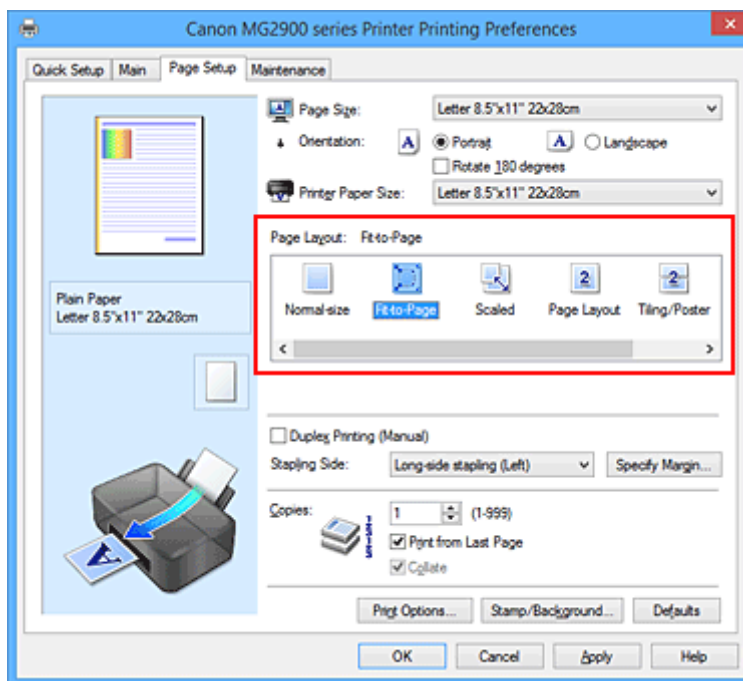 Canon MG2900 series Printer Printing Preferences
Quick Setup Main Page Setup Maintenance
Page Size: Letter 8.5"x11" 22x28cm
Orientation: A Portrait A Landscape
Rotate 180 degrees
Printer Paper Size: Letter 8.5"x11" 22x28cm
Page Layout: Fit-to-Page
Normal-size Fit-to-Page Scaled Page Layout Tiling/Poster
Plain Paper
Letter 8.5"x11" 22x28cm
Duplex Printing (Manual)
Stapling Side: Long-side stapling (Left) Specify Margin...
Copies: 1 (1-999)
Print from Last Page
Collate
Print Options... Stamp/Background... Defaults
OK Cancel Apply Help